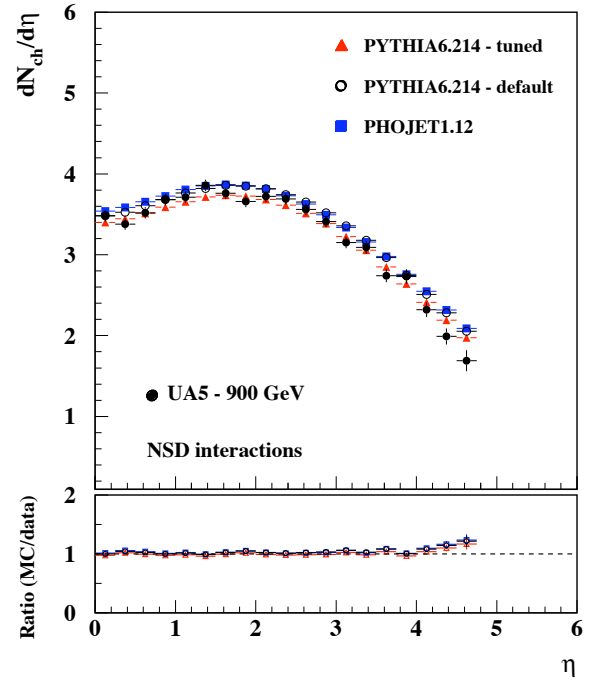 dN_ch/dη
6
5
4
3
2
1
PYTHIA6.214 - tuned
PYTHIA6.214 - default
PHOJET1.12
UA5 - 900 GeV
NSD interactions
Ratio (MC/data)
2
1
0
0 1 2 3 4 5 6
η